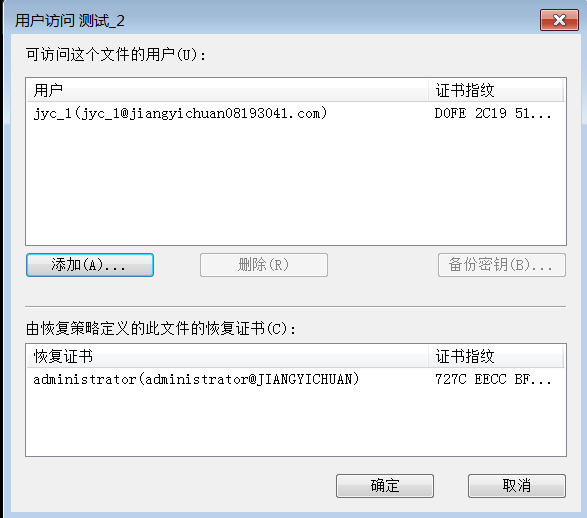 用户访问 测试_2
可访问这个文件的用户(U):
用户 证书指纹
jyc_1(jyc_1@jiangyichuan08193041.com) D0FE 2C19 51...
添加(A)... 删除(R) 备份密钥(B)...
由恢复策略定义的此文件的恢复证书(C):
恢复证书 证书指纹
administrator(administrator@JIANGYICHUAN) 727C EECC BF...
确定 取消